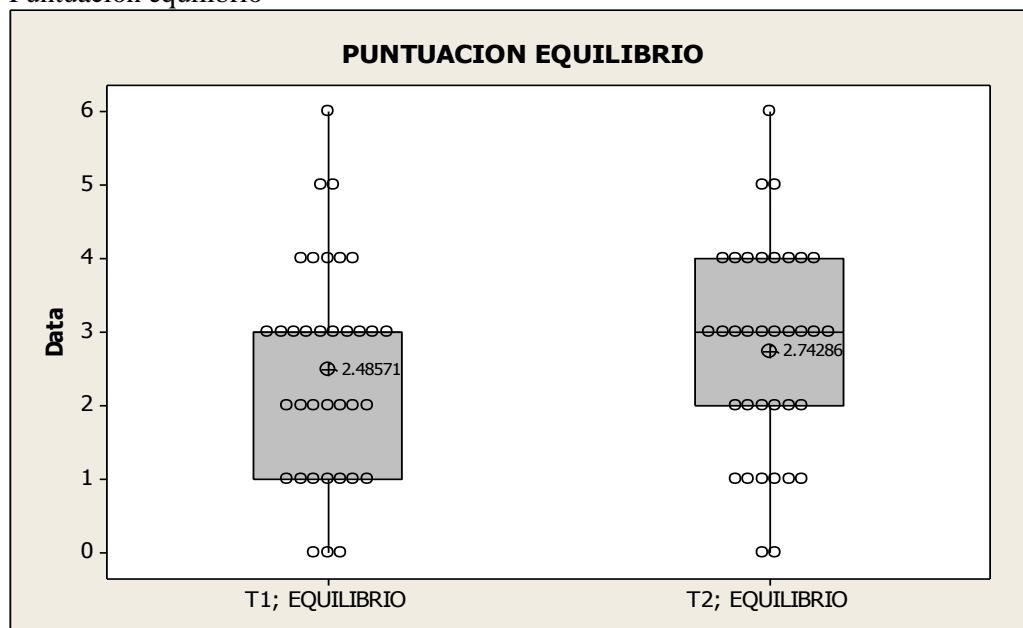 Puntuación equilibrio
PUNTUACION EQUILIBRIO
6
5
4
3
2
1
0
Data
2.48571
2.74286
T1; EQUILIBRIO
T2; EQUILIBRIO